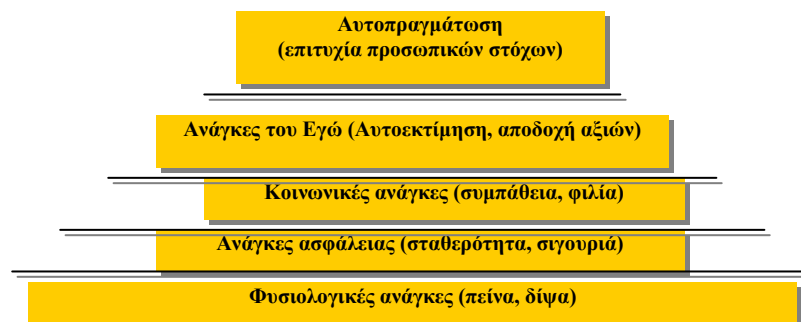 Αυτοπραγμάτωση
(επιτυχία προσωπικών στόχων)
Ανάγκες του Εγώ (Αυτοεκτίμηση, αποδοχή αξιών)
Κοινωνικές ανάγκες (συμπάθεια, φιλία)
Ανάγκες ασφάλειας (σταθερότητα, σιγουριά)
Φυσιολογικές ανάγκες (πείνα, δίψα)